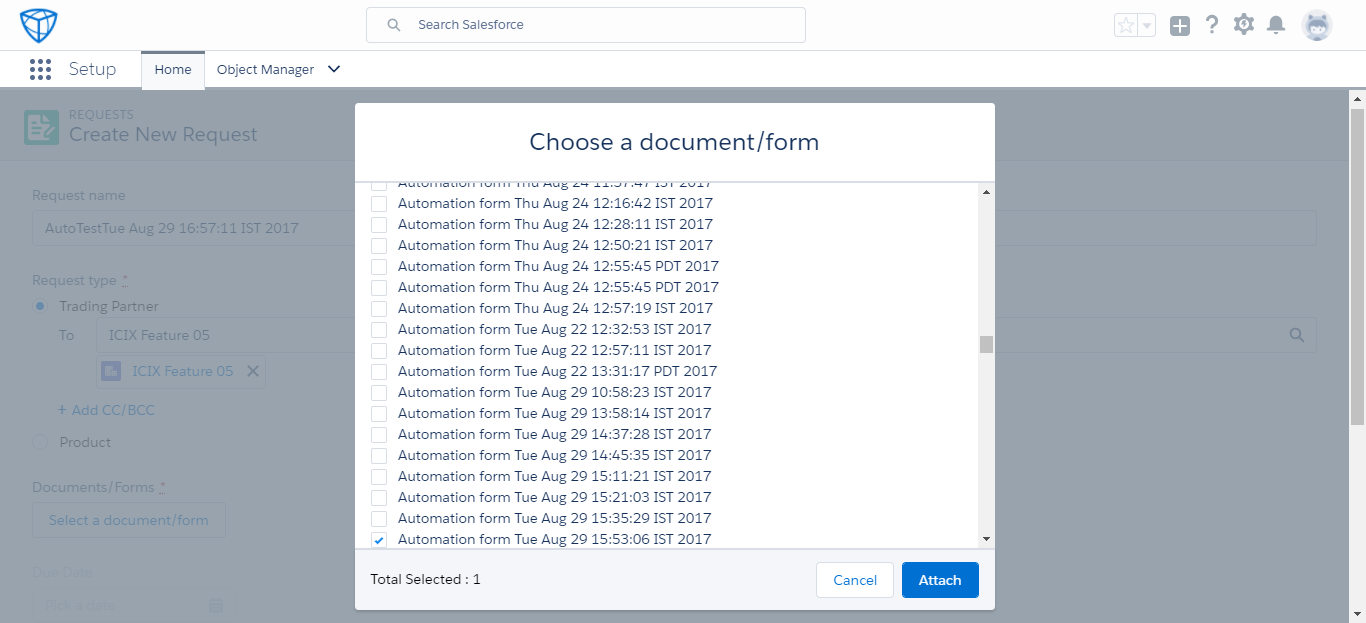 Search Salesforce
Setup
Home
Object Manager
REQUESTS
Create New Request
Request name
AutoTestTue Aug 29 16:57:11 IST 2017
Request type *
Trading Partner
To
ICIX Feature 05
ICIX Feature 05
+ Add CC/BCC
Product
Documents/Forms *
Select a document/form
Due Date
Pick a date
Choose a document/form
Automation form Thu Aug 24 11:57:47 IST 2017
Automation form Thu Aug 24 12:16:42 IST 2017
Automation form Thu Aug 24 12:28:11 IST 2017
Automation form Thu Aug 24 12:50:21 IST 2017
Automation form Thu Aug 24 12:55:45 PDT 2017
Automation form Thu Aug 24 12:55:45 PDT 2017
Automation form Thu Aug 24 12:57:19 IST 2017
Automation form Tue Aug 22 12:32:53 IST 2017
Automation form Tue Aug 22 12:57:11 IST 2017
Automation form Tue Aug 22 13:31:17 PDT 2017
Automation form Tue Aug 29 10:58:23 IST 2017
Automation form Tue Aug 29 13:58:14 IST 2017
Automation form Tue Aug 29 14:37:28 IST 2017
Automation form Tue Aug 29 14:45:35 IST 2017
Automation form Tue Aug 29 15:11:21 IST 2017
Automation form Tue Aug 29 15:21:03 IST 2017
Automation form Tue Aug 29 15:35:29 IST 2017
Automation form Tue Aug 29 15:53:06 IST 2017
Total Selected : 1
Cancel
Attach